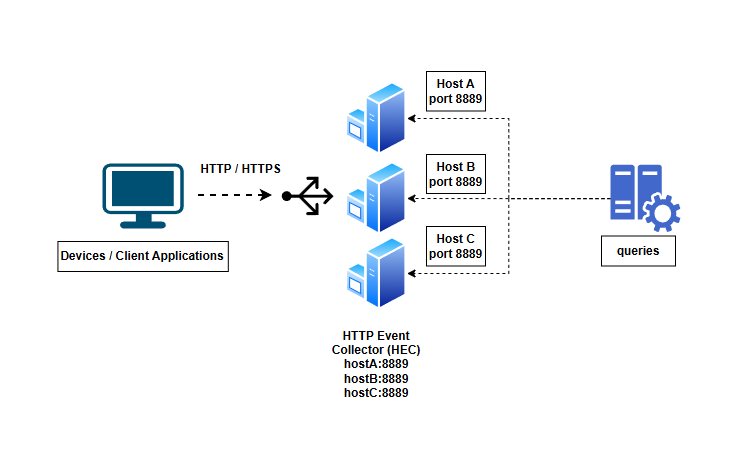 Host A
port 8889
HTTP / HTTPS
Host B
port 8889
Devices / Client Applications
Host C
port 8889
queries
HTTP Event
Collector (HEC)
hostA:8889
hostB:8889
hostC:8889